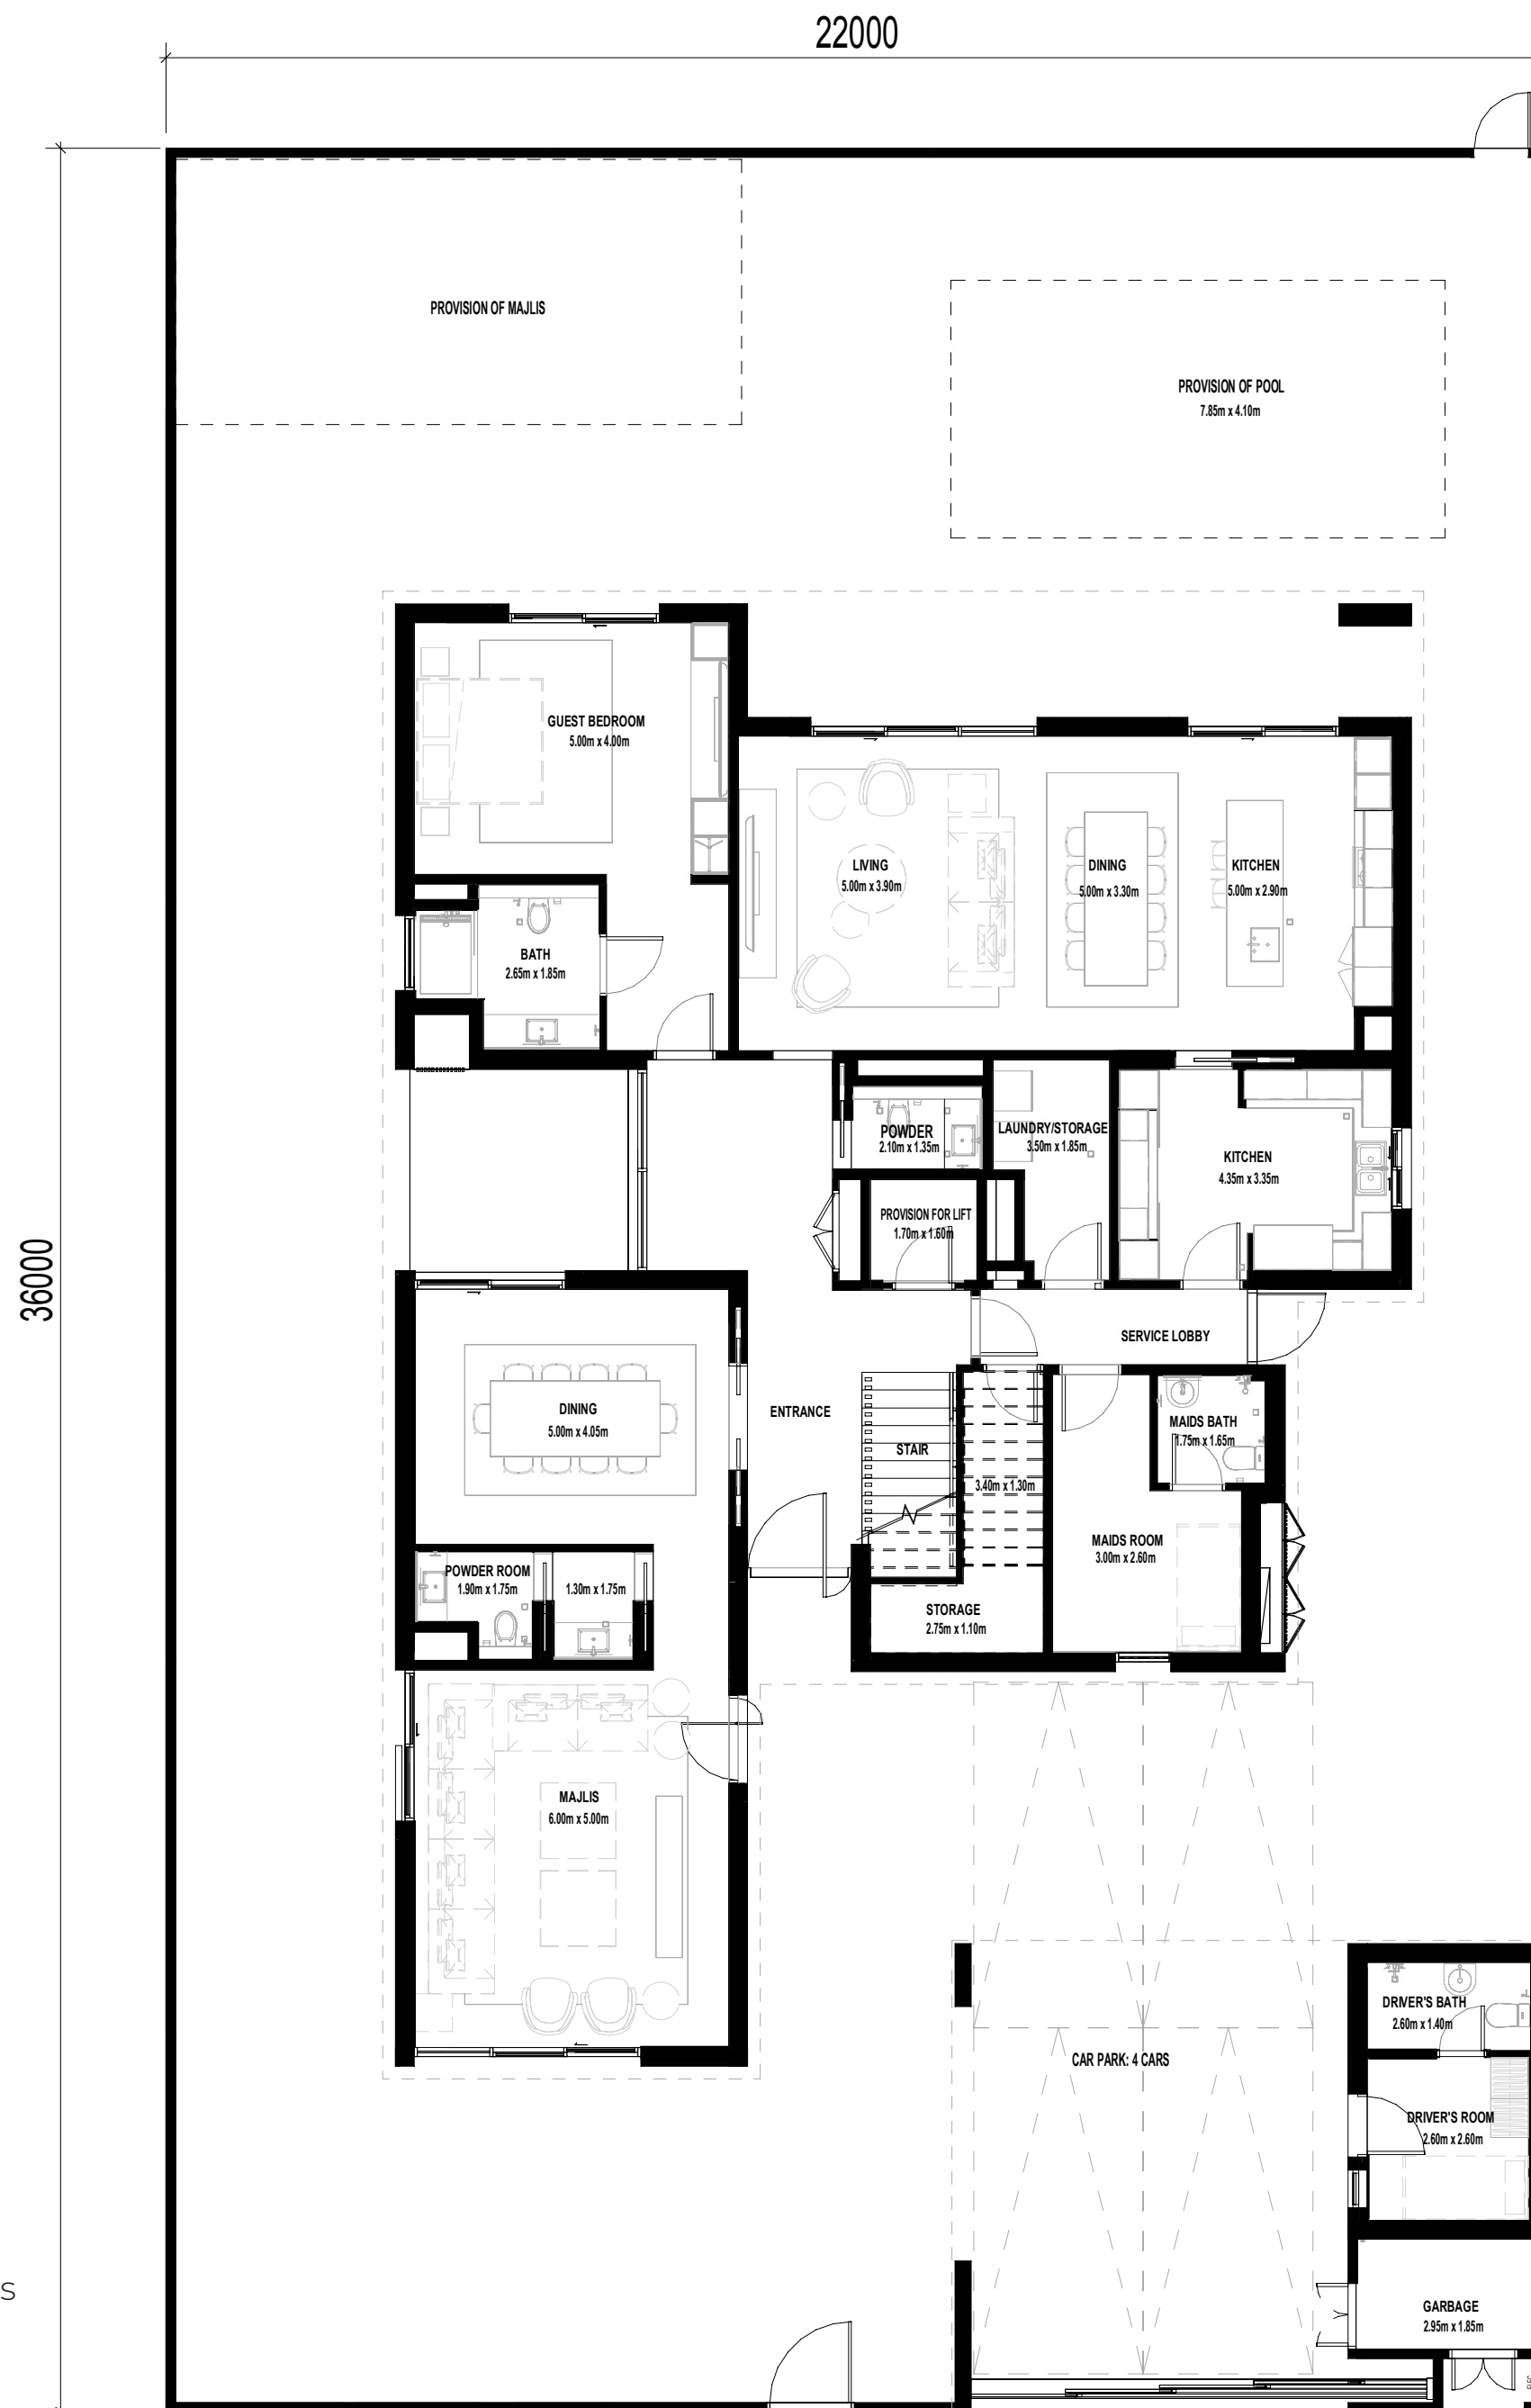 22000
PROVISION OF MAJLIS
PROVISION OF POOL
7.85m x 4.10m
GUEST BEDROOM
5.00m x 4.00m
LIVING
5.00m x 3.90m
DINING
5.00m x 3.30m
KITCHEN
5.00m x 2.90m
BATH
2.65m x 1.85m
POWDER
2.10m x 1.35m
LAUNDRY/STORAGE
3.50m x 1.85m
KITCHEN
4.35m x 3.35m
PROVISION FOR LIFT
1.70m x 1.60m
36000
SERVICE LOBBY
DINING
5.00m x 4.05m
ENTRANCE
STAIR
3.40m x 1.30m
MAIDS BATH
1.75m x 1.65m
MAIDS ROOM
3.00m x 2.60m
POWDER ROOM
1.90m x 1.75m
1.30m x 1.75m
STORAGE
2.75m x 1.10m
MAJLIS
6.00m x 5.00m
DRIVER'S BATH
2.60m x 1.40m
CAR PARK: 4 CARS
DRIVER'S ROOM
2.60m x 2.60m
S
GARBAGE
2.95m x 1.85m